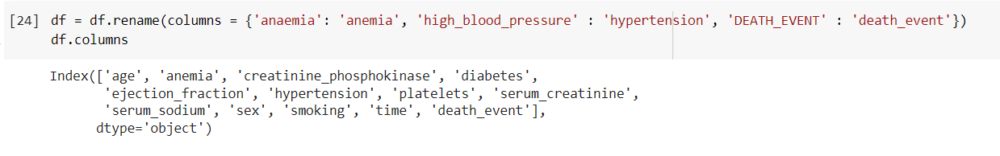 [24] df = df.rename(columns = {'anaemia': 'anemia', 'high_blood_pressure' : 'hypertension', 'DEATH_EVENT' : 'death_event'})
df.columns
Index(['age', 'anemia', 'creatinine_phosphokinase', 'diabetes',
'ejection_fraction', 'hypertension', 'platelets', 'serum_creatinine',
'serum_sodium', 'sex', 'smoking', 'time', 'death_event'],
dtype='object')